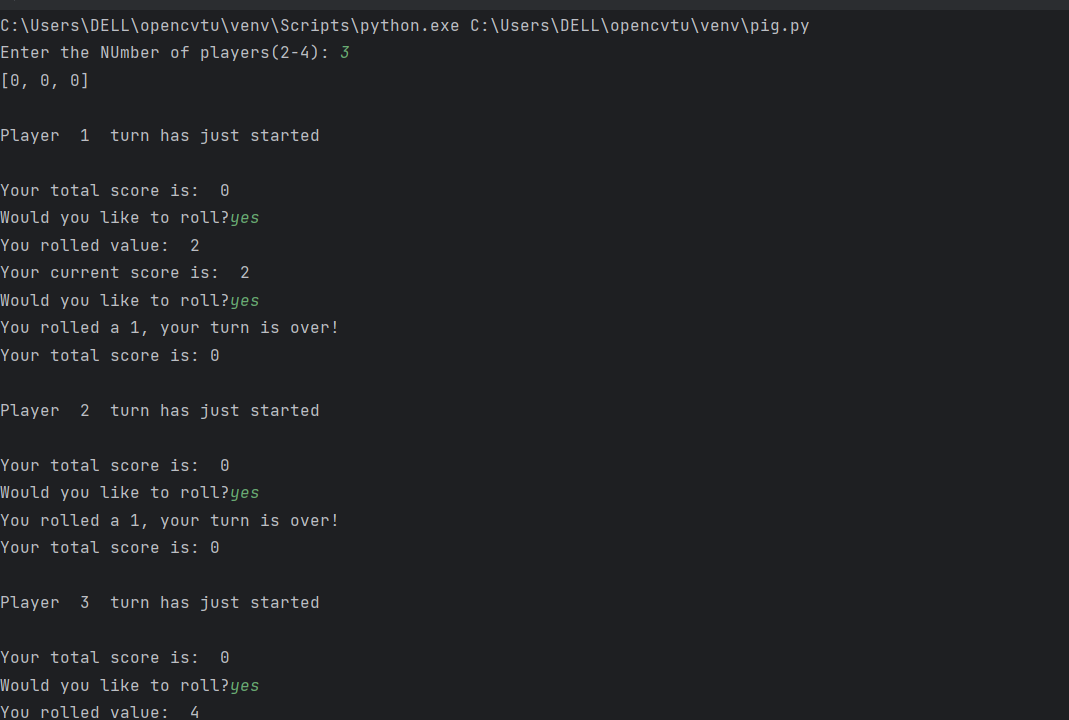 C:\Users\DELL\opencvtu\venv\Scripts\python.exe C:\Users\DELL\opencvtu\venv\pig.py
Enter the NUmber of players(2-4): 3
[0, 0, 0]
Player  1  turn has just started
Your total score is:  0
Would you like to roll?yes
You rolled value:  2
Your current score is:  2
Would you like to roll?yes
You rolled a 1, your turn is over!
Your total score is: 0
Player  2  turn has just started
Your total score is:  0
Would you like to roll?yes
You rolled a 1, your turn is over!
Your total score is: 0
Player  3  turn has just started
Your total score is:  0
Would you like to roll?yes
You rolled value:  4